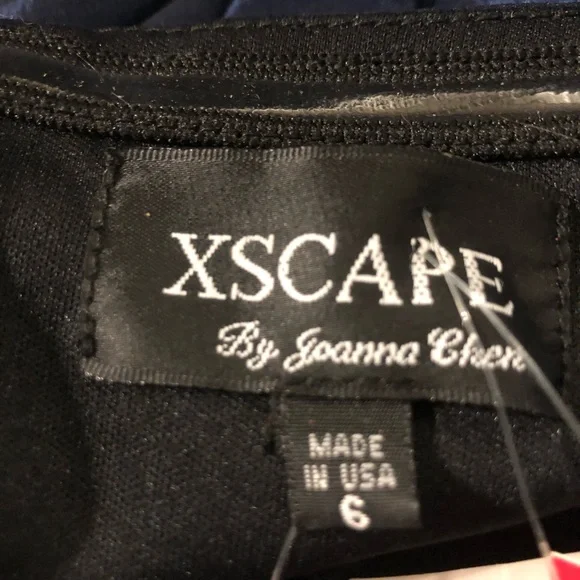 XSCAPE
By Joanna Chen
MADE
IN USA
6